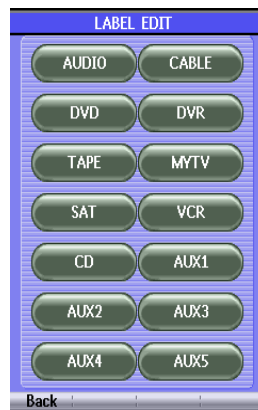 LABEL EDIT
AUDIO CABLE
DVD DVR
TAPE MYTV
SAT VCR
CD AUX1
AUX2 AUX3
AUX4 AUX5
Back